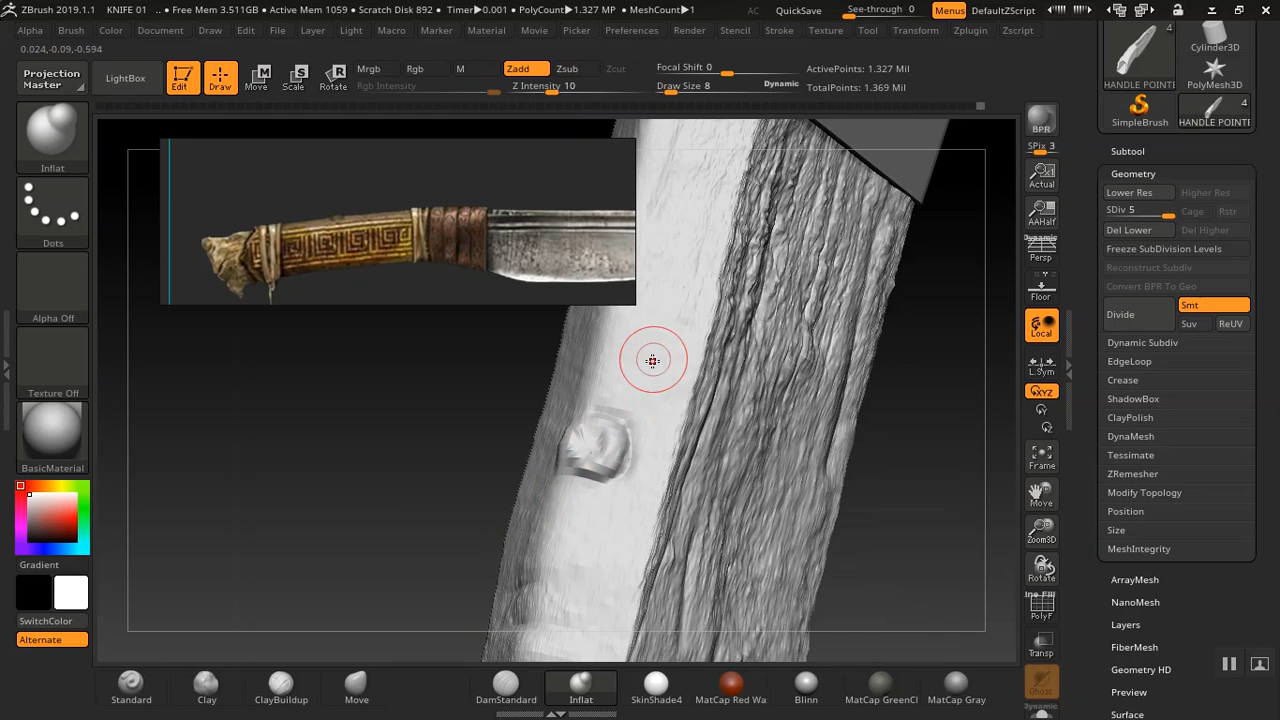 ZBrush 2019.1.1 KNIFE 01 .. • Free Mem 3.511GB • Active Mem 1059 • Scratch Disk 892 • Timer▶0.001 • PolyCount▶1.327 MP • MeshCount▶1 AC QuickSave See-through 0 Menus DefaultZScript
Alpha Brush Color Document Draw Edit File Layer Light Macro Marker Material Movie Picker Preferences Render Stencil Stroke Texture Tool Transform Zplugin Zscript
0.024,-0.09,-0.594
Projection Master
LightBox
Edit
Draw
Move
Scale
Rotate
Mrgb Rgb M Zadd Zsub Zcut
Rgb Intensity Z Intensity 10
Focal Shift 0
Draw Size 8 Dynamic
ActivePoints: 1.327 Mil
TotalPoints: 1.369 Mil
Inflat
Dots
Alpha Off
Texture Off
BasicMaterial
Gradient
SwitchColor
Alternate
BPR
SPix 3
Actual
AAHalf
Dynamic
Persp
Floor
Local
L.Sym
XYZ
Frame
Move
Zoom3D
Rotate
Line Fill
PolyF
Transp
Ghost
Dynamic
4
HANDLE POINTE
Cylinder3D
PolyMesh3D
SimpleBrush
4
HANDLE POINTE
Subtool
Geometry
Lower Res Higher Res
SDiv 5 Cage Rstr
Del Lower Del Higher
Freeze SubDivision Levels
Reconstruct Subdiv
Convert BPR To Geo
Divide Smt
Suv ReUV
Dynamic Subdiv
EdgeLoop
Crease
ShadowBox
ClayPolish
DynaMesh
Tessimate
ZRemesher
Modify Topology
Position
Size
MeshIntegrity
ArrayMesh
NanoMesh
Layers
FiberMesh
Geometry HD
Preview
Surface
Standard Clay ClayBuildup Move DamStandard Inflat SkinShade4 MatCap Red Wa Blinn MatCap GreenCl MatCap Gray